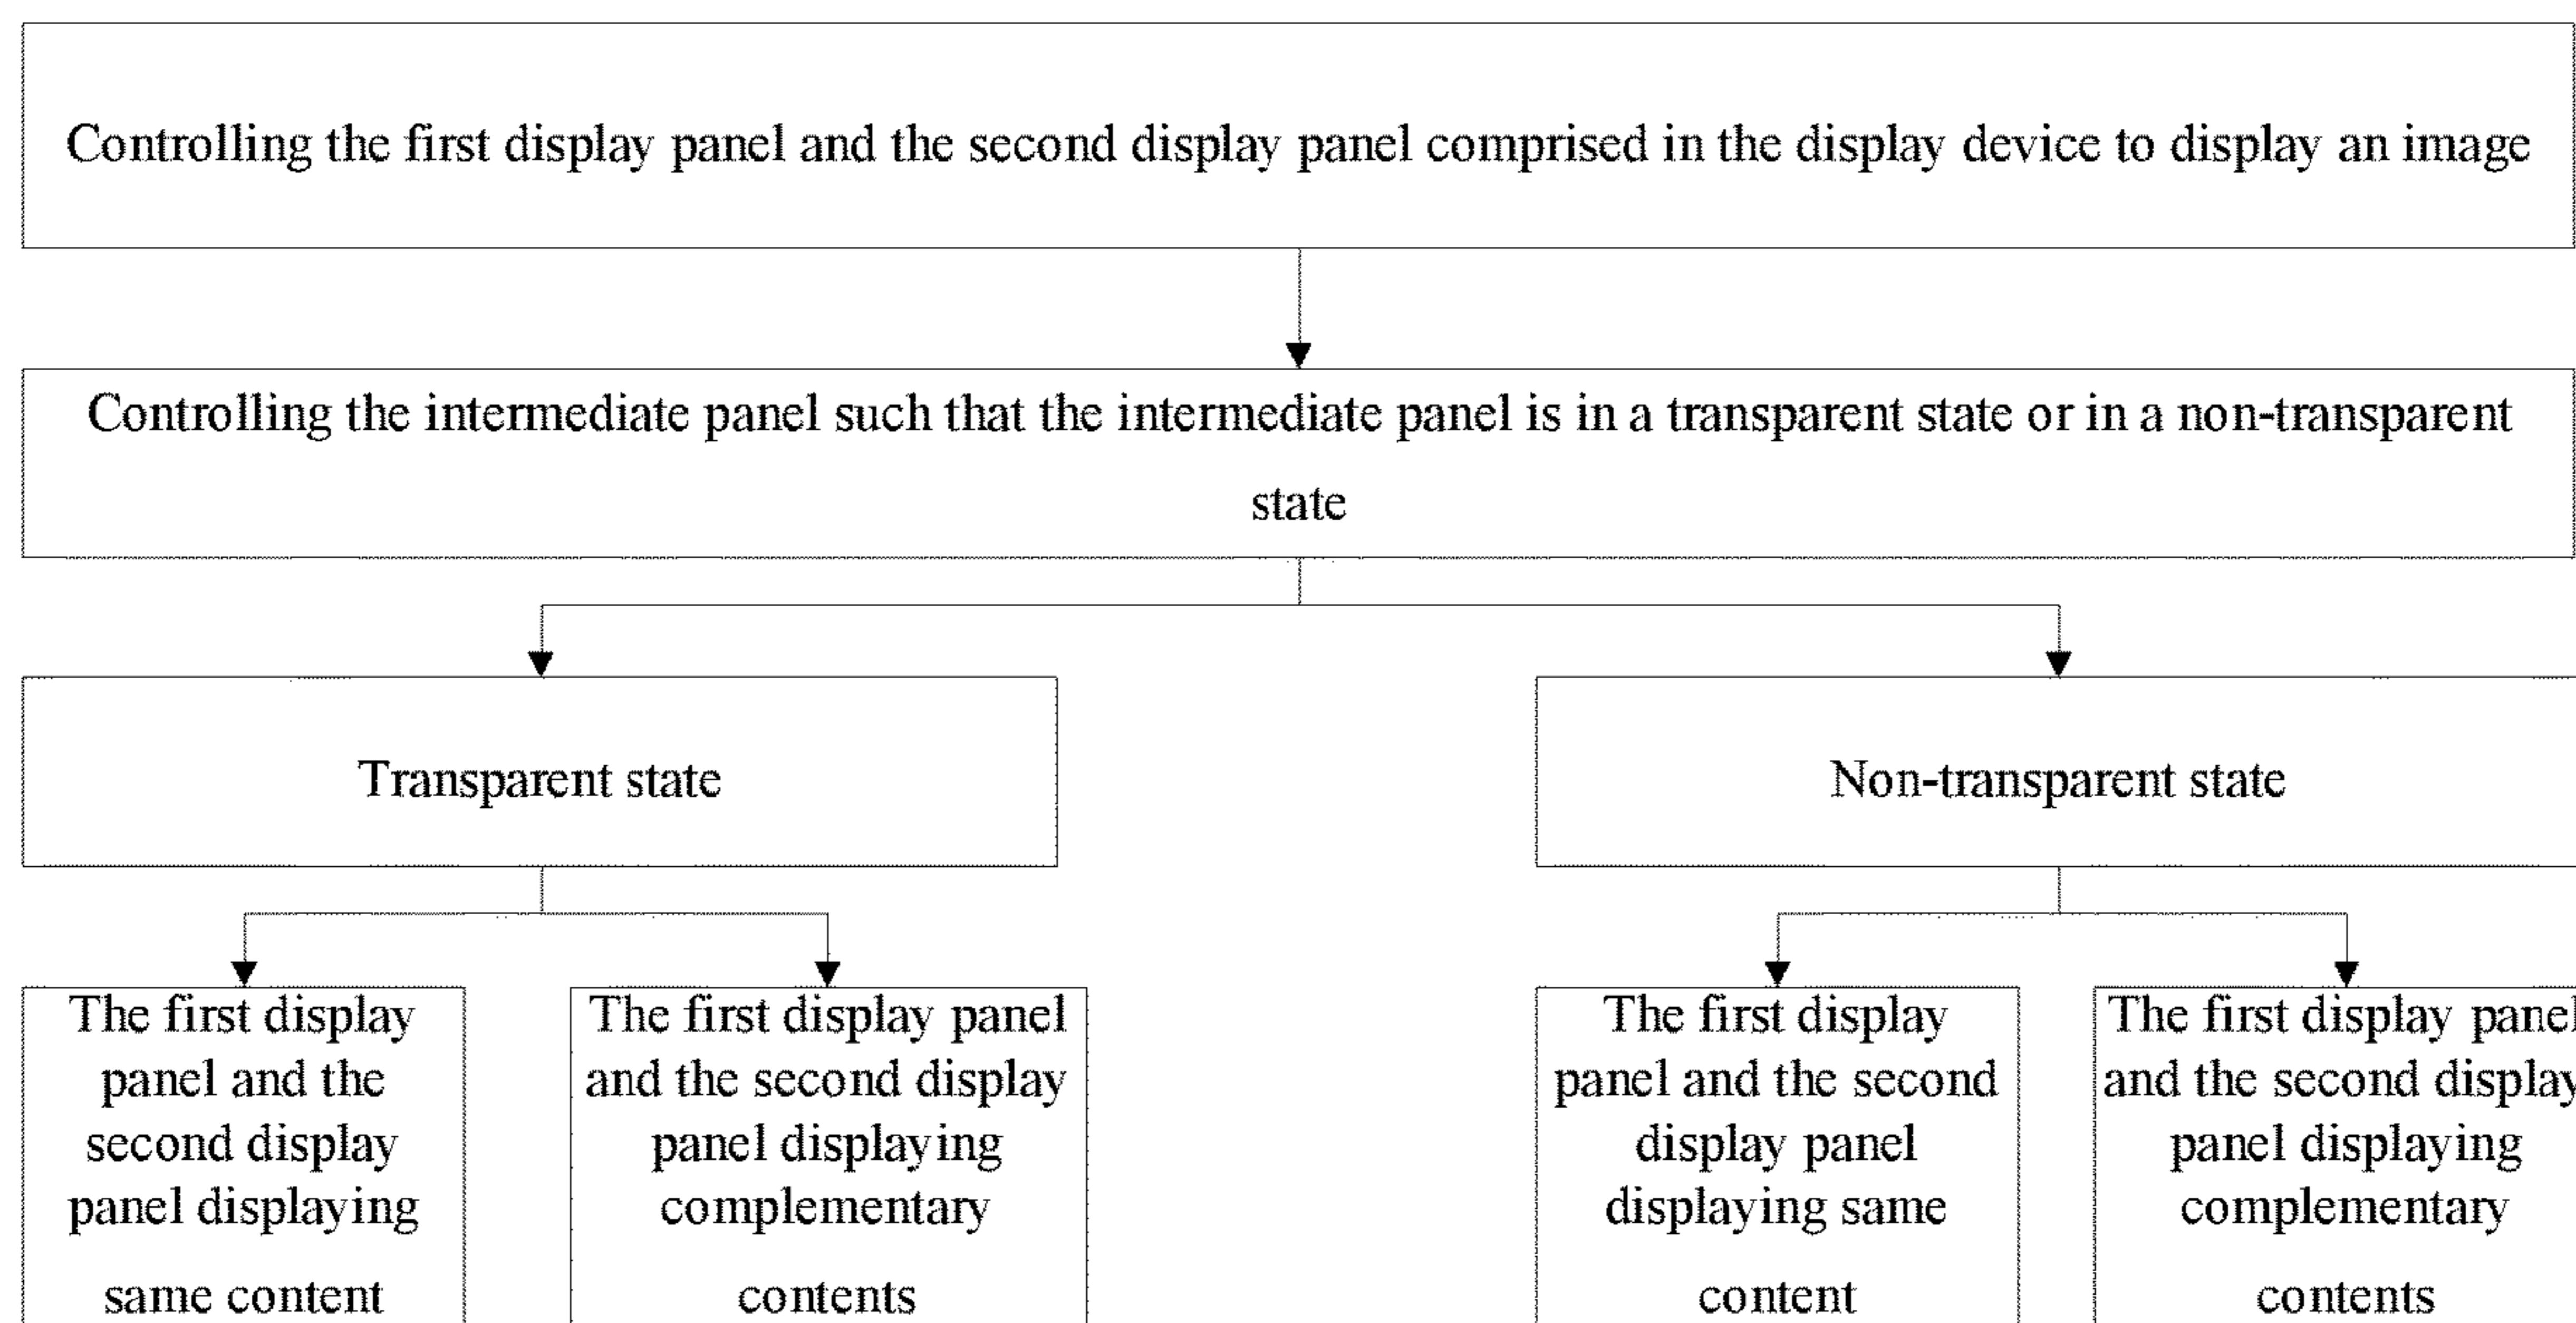 Controlling the first display panel and the second display panel comprised in the display device to display an image
Controlling the intermediate panel such that the intermediate panel is in a transparent state or in a non-transparent
state
Transparent state
Non-transparent state
The first display
panel and the
second display
panel displaying
same content
The first display panel
and the second display
panel displaying
complementary
contents
The first display
panel and the second
display panel
displaying same
content
The first display panel
and the second display
panel displaying
complementary
contents